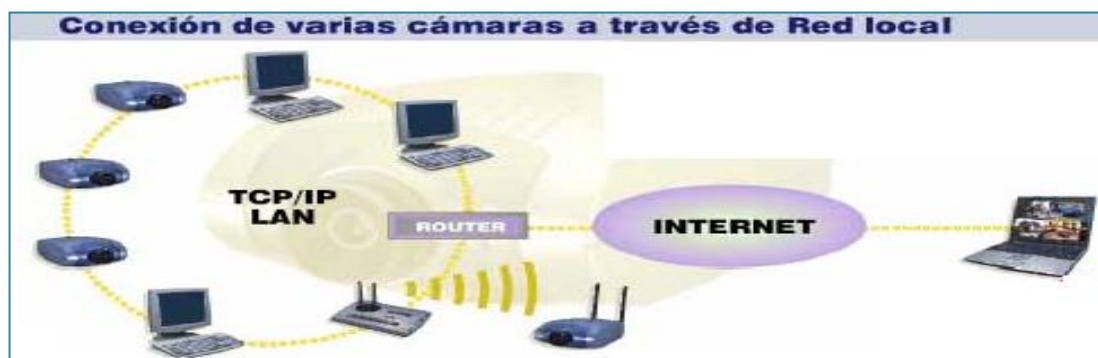 Conexión de varias cámaras a través de Red local
TCP/IP
LAN
ROUTER
INTERNET